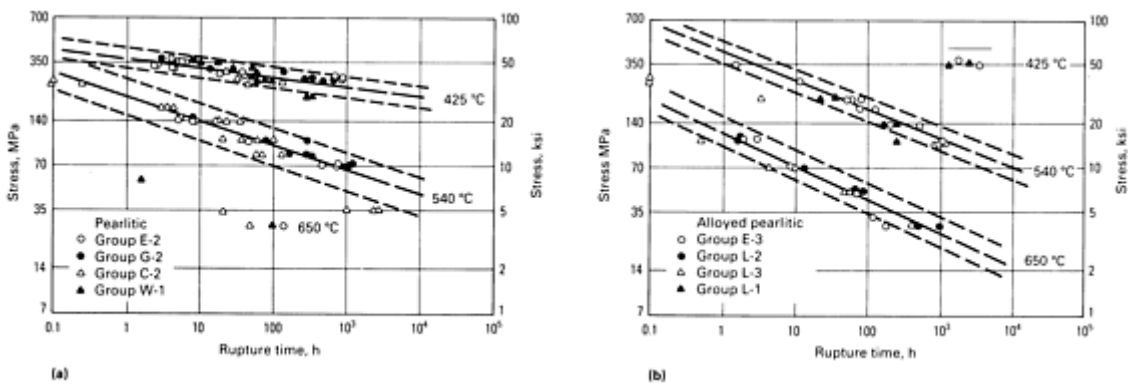 700
350
140
70
35
14
7
Stress, MPa
100
50
20
10
5
2
1
Stress, ksi
425 °C
540 °C
650 °C
Pearlitic
Group E-2
Group G-2
Group C-2
Group W-1
0.1 1 10 100 10³ 10⁴ 10⁵
Rupture time, h
(a)
700
350
140
70
35
14
7
Stress MPa
100
50
20
10
5
2
1
Stress, ksi
425 °C
540 °C
650 °C
Alloyed pearlitic
Group E-3
Group L-2
Group L-3
Group L-1
0.1 1 10 100 10³ 10⁴ 10⁵
Rupture time, h
(b)